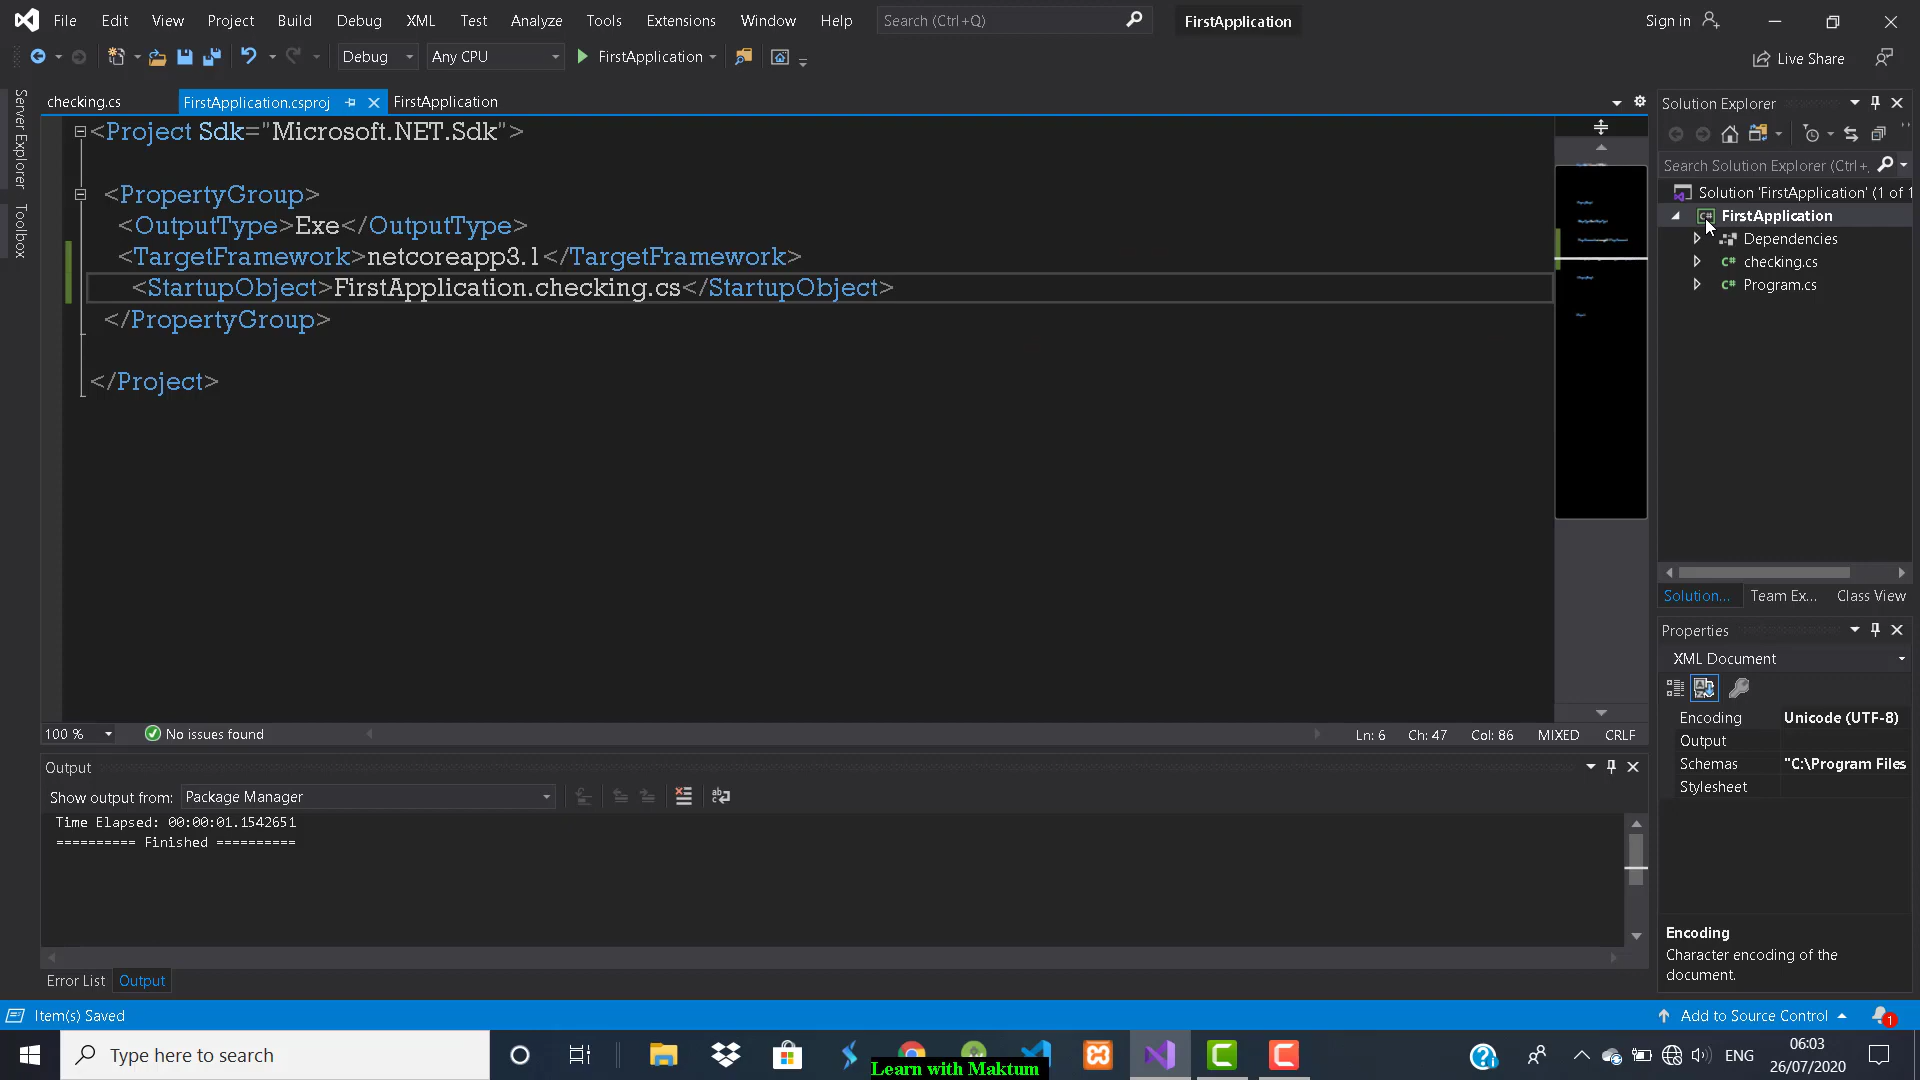 File Edit View Project Build Debug XML Test Analyze Tools Extensions Window Help Search (Ctrl+Q) FirstApplication Sign in
Debug Any CPU FirstApplication Live Share
Server Explorer
Toolbox
checking.cs FirstApplication.csproj FirstApplication
<Project Sdk="Microsoft.NET.Sdk">
<PropertyGroup>
<OutputType>Exe</OutputType>
<TargetFramework>netcoreapp3.1</TargetFramework>
<StartupObject>FirstApplication.checking.cs</StartupObject>
</PropertyGroup>
</Project>
100 % No issues found Ln: 6 Ch: 47 Col: 86 MIXED CRLF
Output
Show output from: Package Manager
Time Elapsed: 00:00:01.1542651
========== Finished ==========
Error List Output
Solution Explorer
Search Solution Explorer (Ctrl+,
Solution 'FirstApplication' (1 of 1
C# FirstApplication
Dependencies
C# checking.cs
C# Program.cs
Solution... Team Ex... Class View
Properties
XML Document
Encoding Unicode (UTF-8)
Output
Schemas "C:\Program Files
Stylesheet
Encoding
Character encoding of the
document.
Item(s) Saved Add to Source Control 1
Type here to search
Learn with Maktum
ENG
06:03
26/07/2020